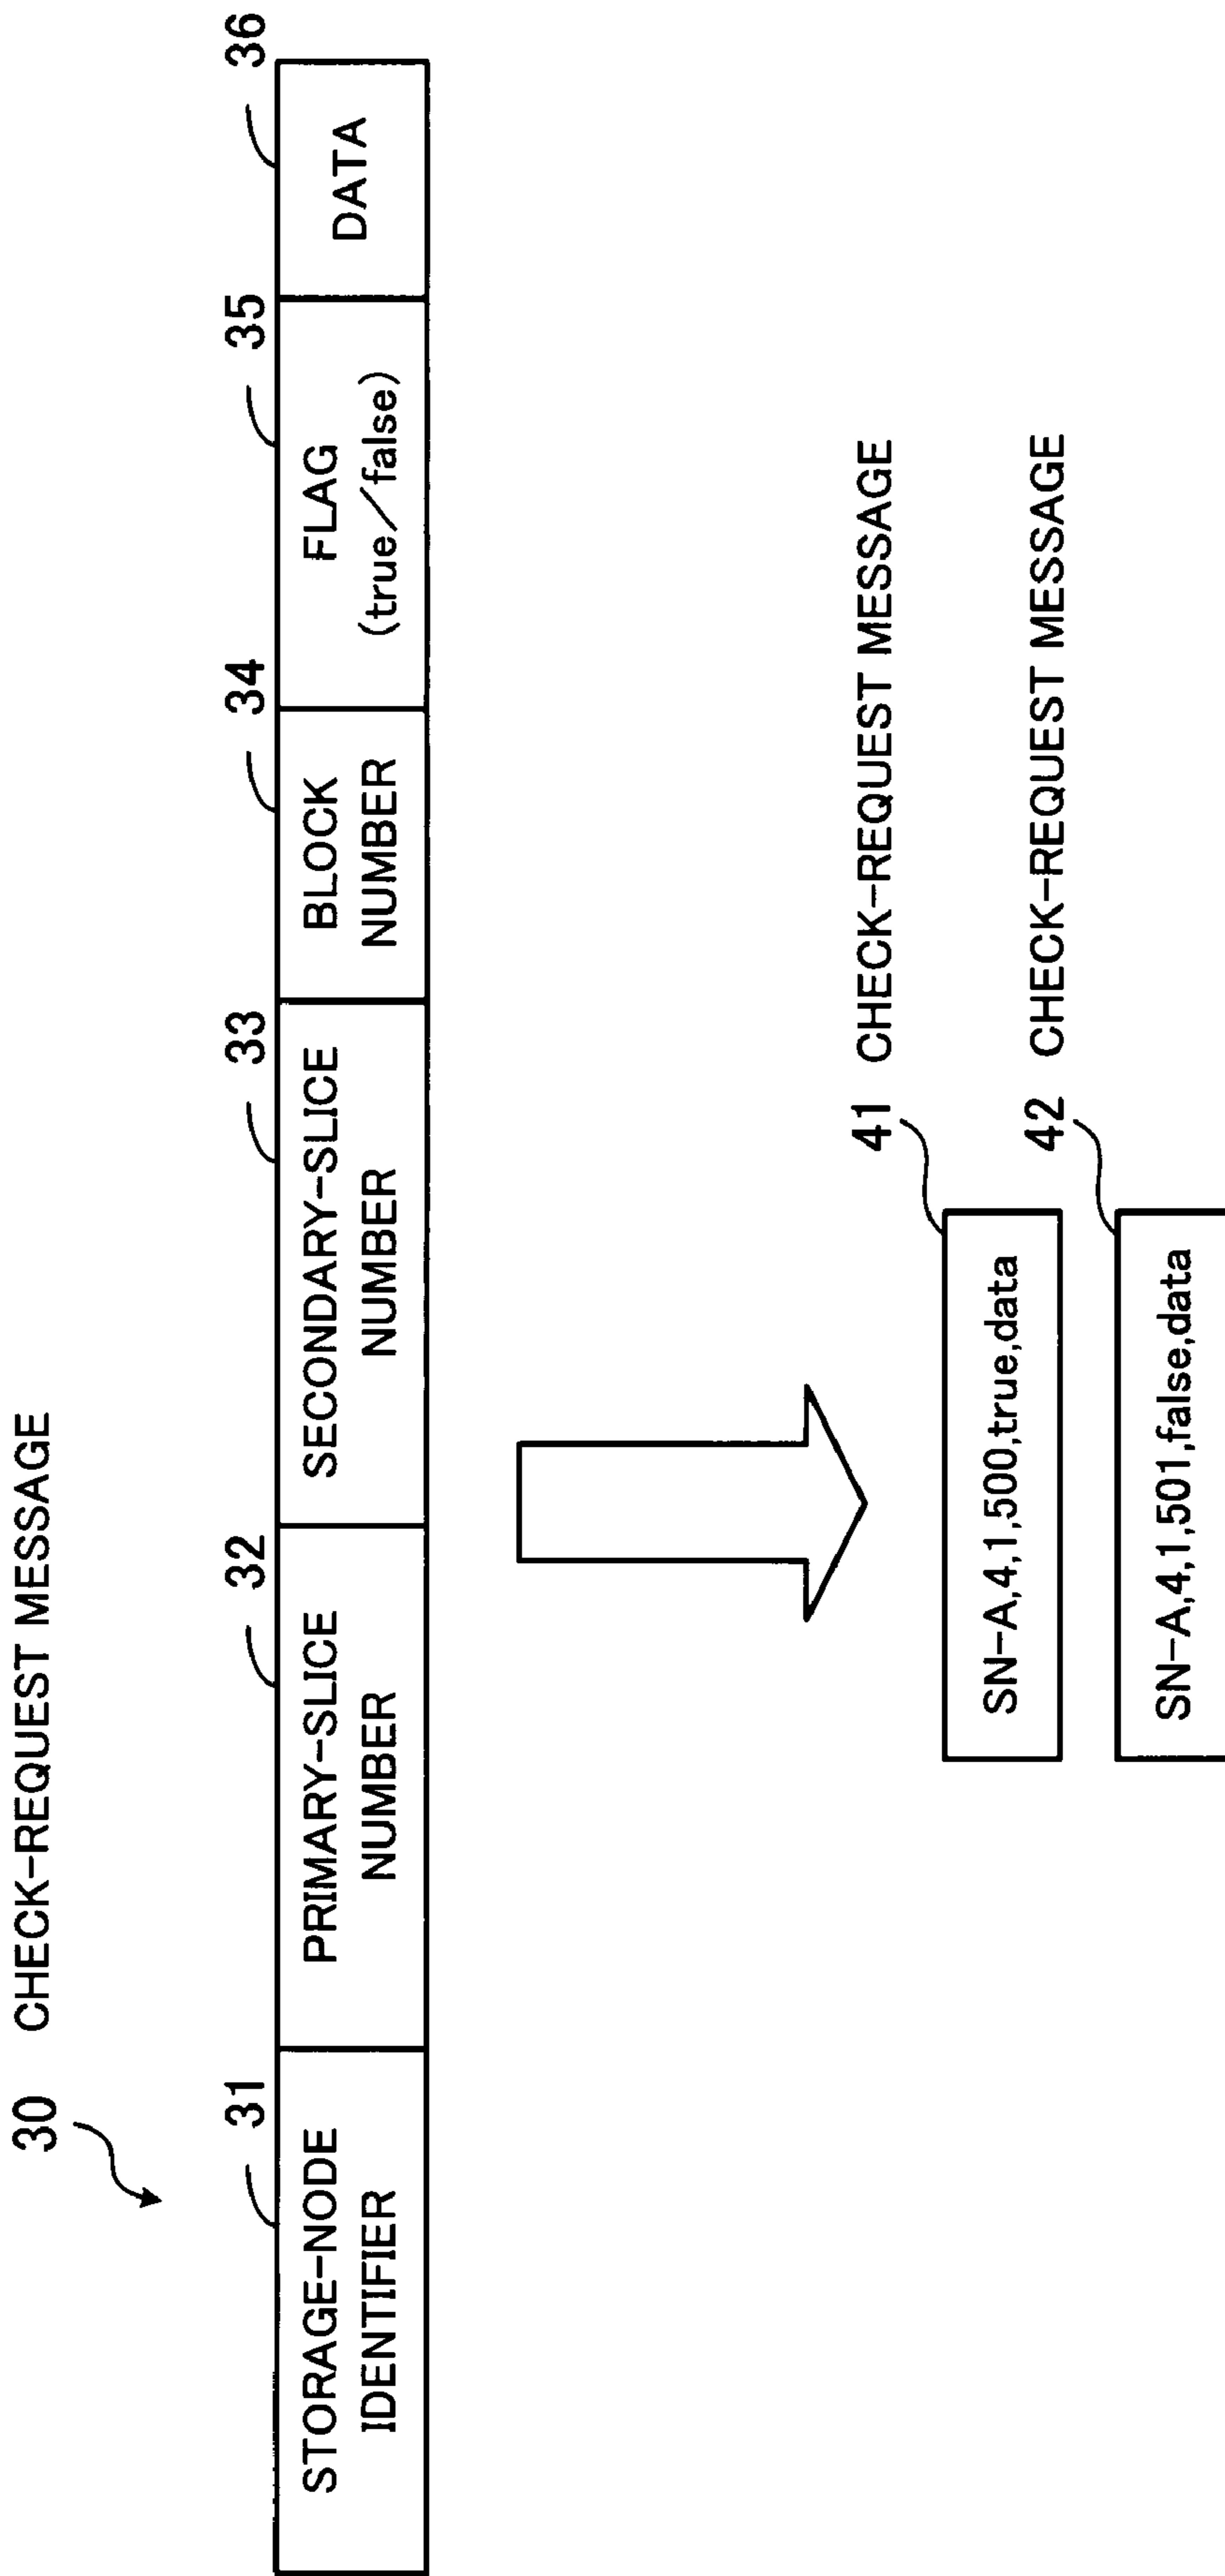 30 CHECK-REQUEST MESSAGE
31 32 33 34 35 36
STORAGE-NODE
IDENTIFIER
PRIMARY-SLICE
NUMBER
SECONDARY-SLICE
NUMBER
BLOCK
NUMBER
FLAG
(true/false)
DATA
41 CHECK-REQUEST MESSAGE
SN-A,4,1,500,true,data
42 CHECK-REQUEST MESSAGE
SN-A,4,1,501,false,data